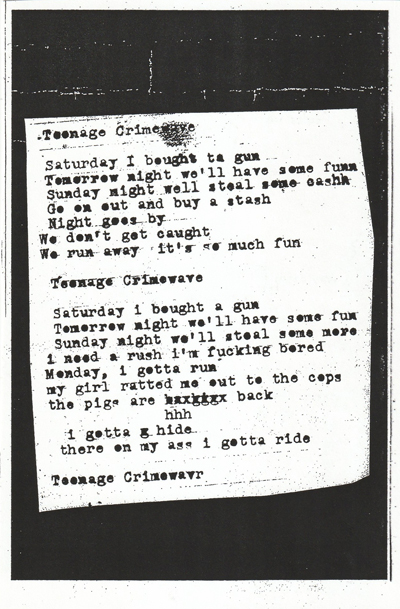 .Teenage Crimewave
Saturday I bought ta gun
Tomorrow night we'll have some funn
Sunday night well steal some cashh
Go on out and buy a stash
Night goes by
We don't get caught
We run away it's so much fun
Teenage Crimewave
Saturday i bought a gun
Tomorrow night we'll have some fun
Sunday night we'll steal some more
i need a rush i'm fucking bored
Monday, i gotta run
my girl ratted me out to the cops
the pigs are back
hhh
i gotta g hide
there on my ass i gotta ride
Teenage Crimewavr